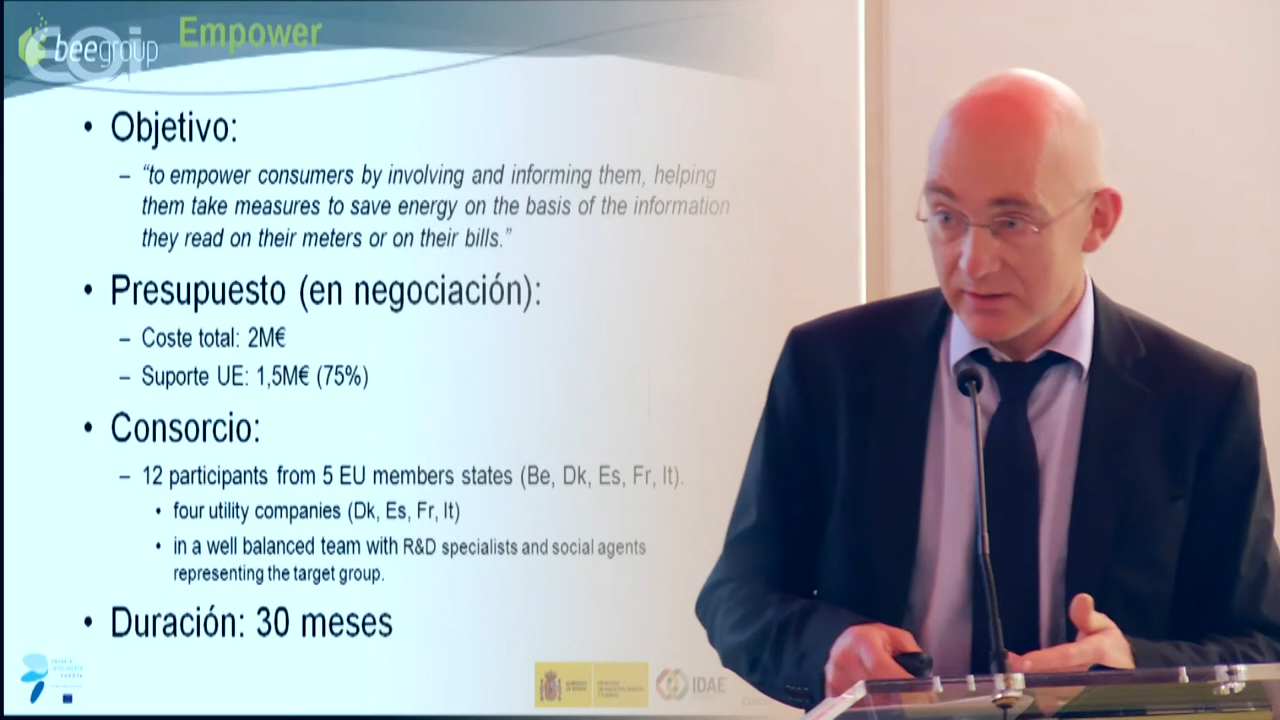 beegroup
eoi
Empower
• Objetivo:
– “to empower consumers by involving and informing them, helping
them take measures to save energy on the basis of the information
they read on their meters or on their bills.”
• Presupuesto (en negociación):
– Coste total: 2M€
– Suporte UE: 1,5M€ (75%)
• Consorcio:
– 12 participants from 5 EU members states (Be, Dk, Es, Fr, It).
• four utility companies (Dk, Es, Fr, It)
• in a well balanced team with R&D specialists and social agents
representing the target group.
• Duración: 30 meses
IDAE